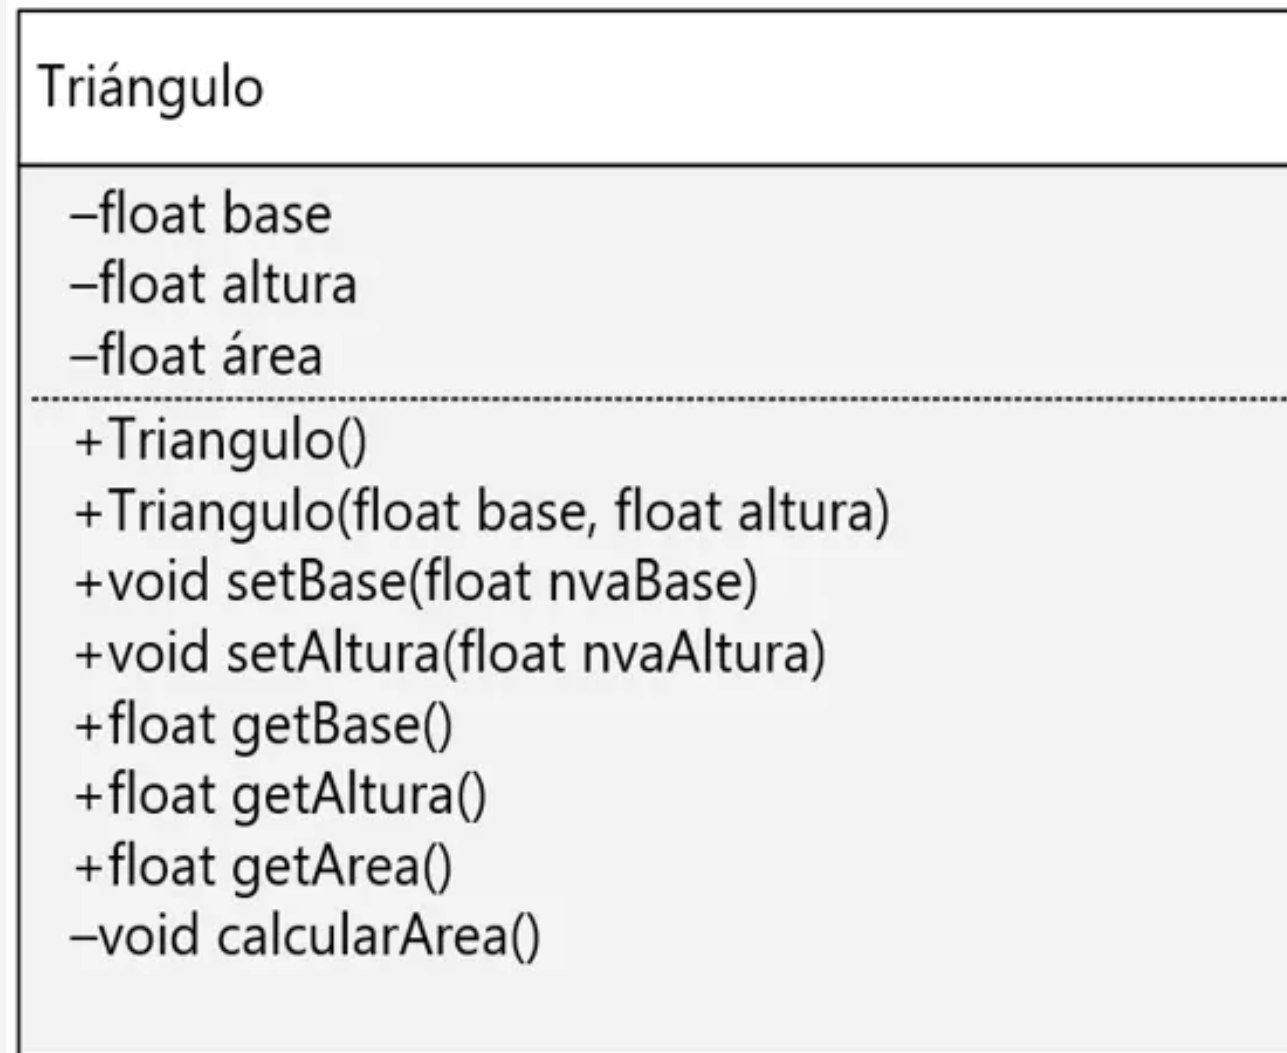 Triángulo
–float base
–float altura
–float área
+Triangulo()
+Triangulo(float base, float altura)
+void setBase(float nvaBase)
+void setAltura(float nvaAltura)
+float getBase()
+float getAltura()
+float getArea()
–void calcularArea()